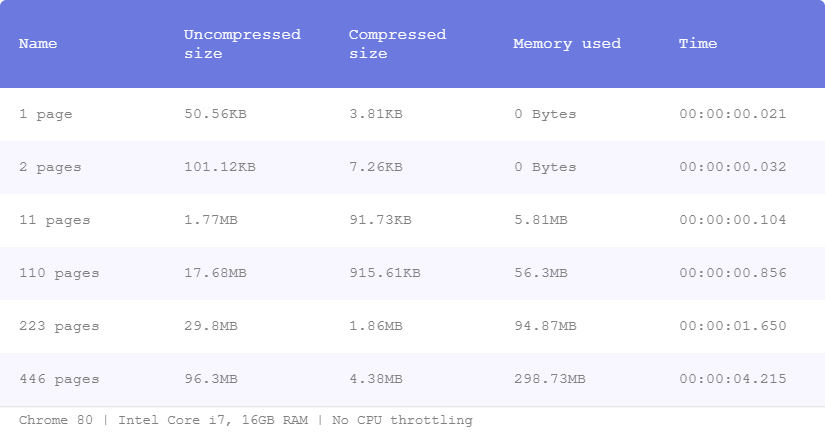 Name Uncompressed size Compressed size Memory used Time
1 page 50.56KB 3.81KB 0 Bytes 00:00:00.021
2 pages 101.12KB 7.26KB 0 Bytes 00:00:00.032
11 pages 1.77MB 91.73KB 5.81MB 00:00:00.104
110 pages 17.68MB 915.61KB 56.3MB 00:00:00.856
223 pages 29.8MB 1.86MB 94.87MB 00:00:01.650
446 pages 96.3MB 4.38MB 298.73MB 00:00:04.215
Chrome 80 | Intel Core i7, 16GB RAM | No CPU throttling